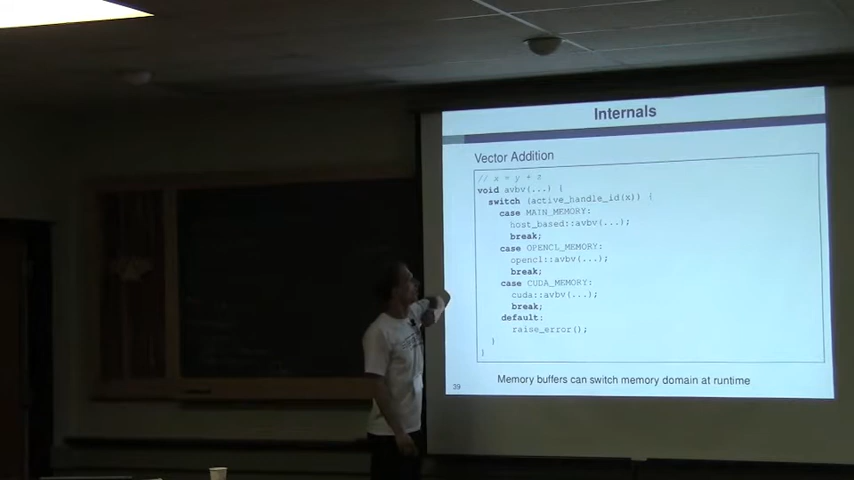 Internals
Vector Addition
// x = y + z
void avbv(...) {
switch (active_handle_id(x)) {
case MAIN_MEMORY:
host_based::avbv(...);
break;
case OPENCL_MEMORY:
opencl::avbv(...);
break;
case CUDA_MEMORY:
cuda::avbv(...);
break;
default:
raise_error();
}
}
39
Memory buffers can switch memory domain at runtime